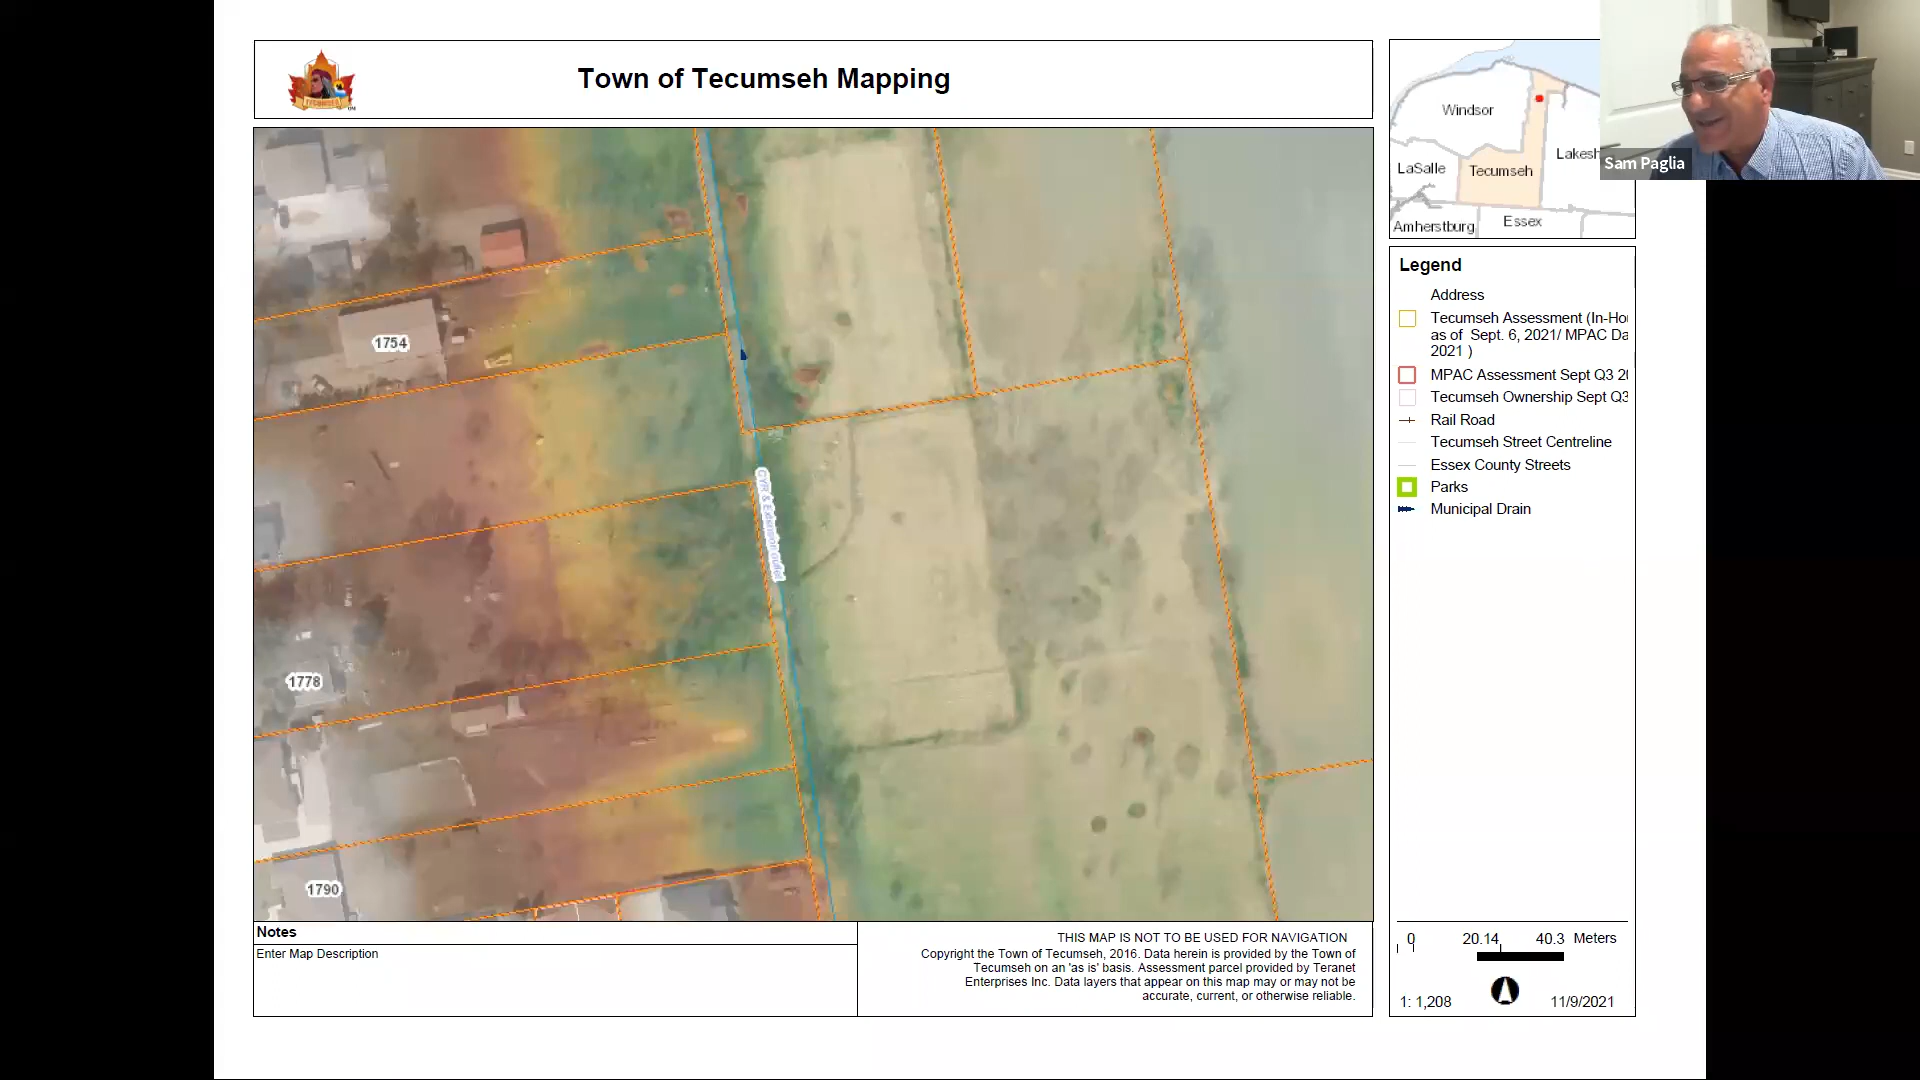 TECUMSEH
Town of Tecumseh Mapping
1754
1778
1790
GYR & Extension outlet
Windsor
Lakesh
LaSalle
Tecumseh
Amherstburg
Essex
Sam Paglia
Legend
Address
Tecumseh Assessment (In-Ho
as of Sept. 6, 2021/ MPAC Da
2021 )
MPAC Assessment Sept Q3 20
Tecumseh Ownership Sept Q3
Rail Road
Tecumseh Street Centreline
Essex County Streets
Parks
Municipal Drain
0 20.14 40.3 Meters
1: 1,208
11/9/2021
Notes
Enter Map Description
THIS MAP IS NOT TO BE USED FOR NAVIGATION
Copyright the Town of Tecumseh, 2016. Data herein is provided by the Town of
Tecumseh on an 'as is' basis. Assessment parcel provided by Teranet
Enterprises Inc. Data layers that appear on this map may or may not be
accurate, current, or otherwise reliable.